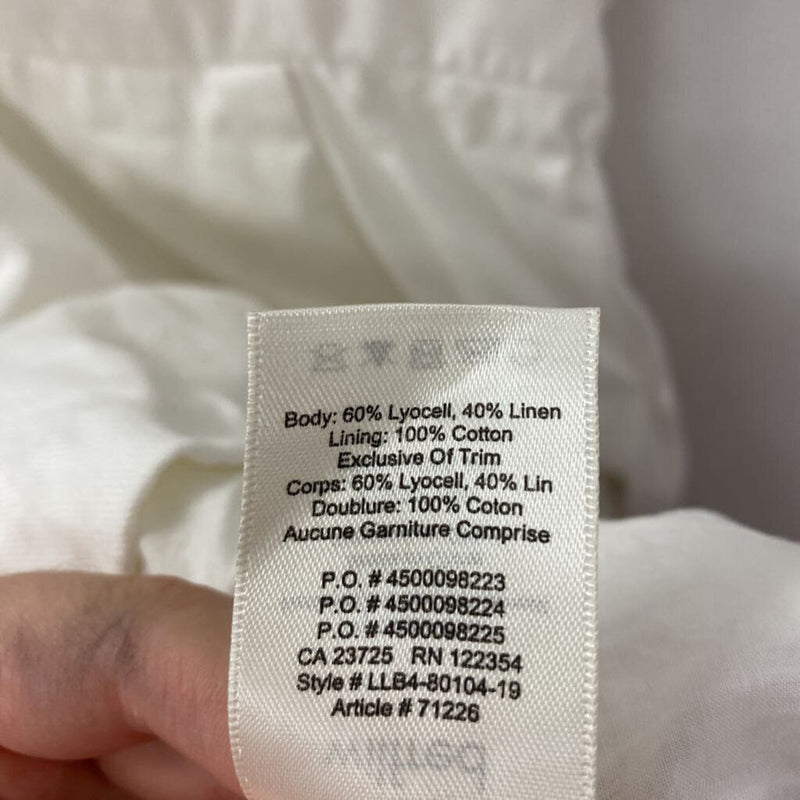 Body: 60% Lyocell, 40% Linen
Lining: 100% Cotton
Exclusive Of Trim
Corps: 60% Lyocell, 40% Lin
Doublure: 100% Coton
Aucune Garniture Comprise
P.O. # 4500098223
P.O. # 4500098224
P.O. # 4500098225
CA 23725 RN 122354
Style # LLB4-80104-19
Article # 71226